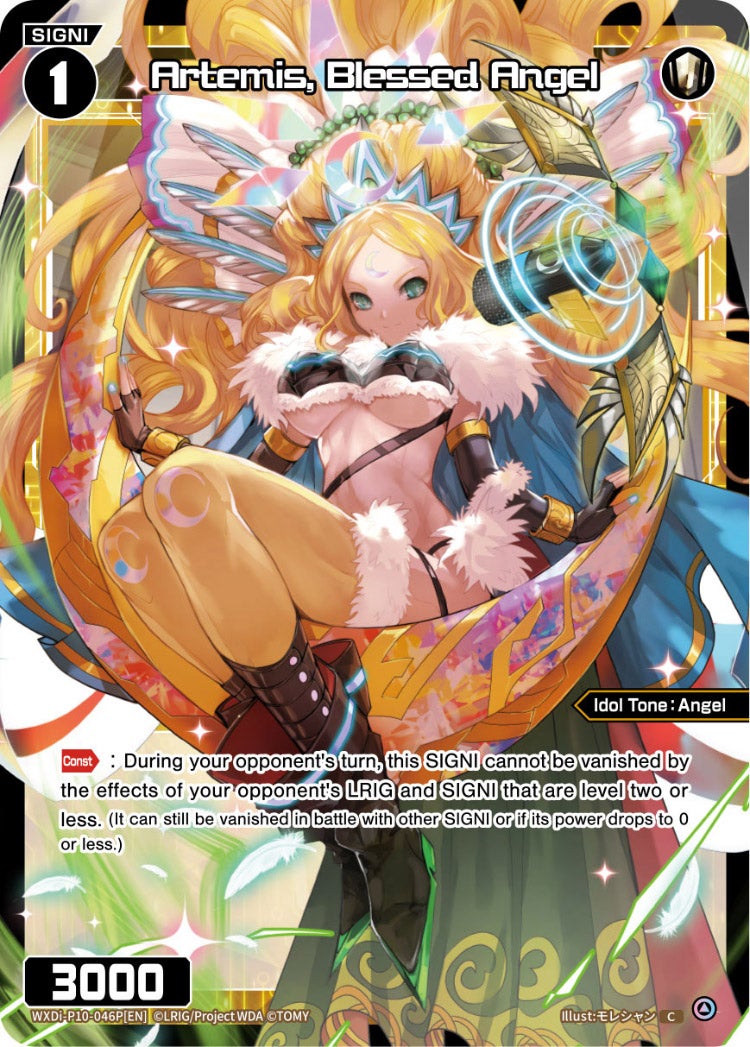 SIGNI
1
Artemis, Blessed Angel
Idol Tone:Angel
Const : During your opponent's turn, this SIGNI cannot be vanished by
the effects of your opponent's LRIG and SIGNI that are level two or
less. (It can still be vanished in battle with other SIGNI or if its power drops to 0
or less.)
3000
WXDi-P10-046P[EN] ©LRIG/Project WDA ©TOMY
Illust:モレシャン C